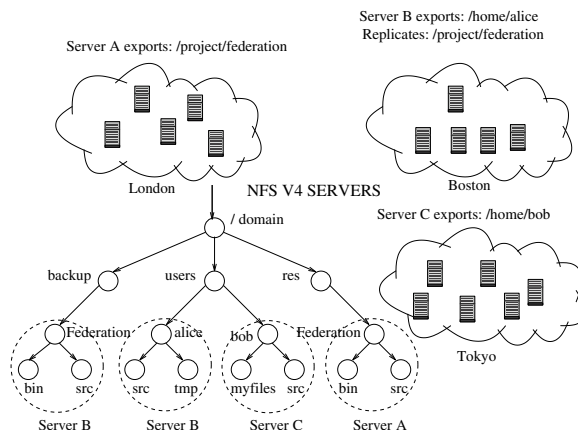 Server B exports: /home/alice
Replicates: /project/federation
Server A exports: /project/federation
London
Boston
NFS V4 SERVERS
Server C exports: /home/bob
/ domain
backup
users
res
Federation
alice
bob
Federation
Tokyo
bin
src
src
tmp
myfiles
src
bin
src
Server B
Server B
Server C
Server A